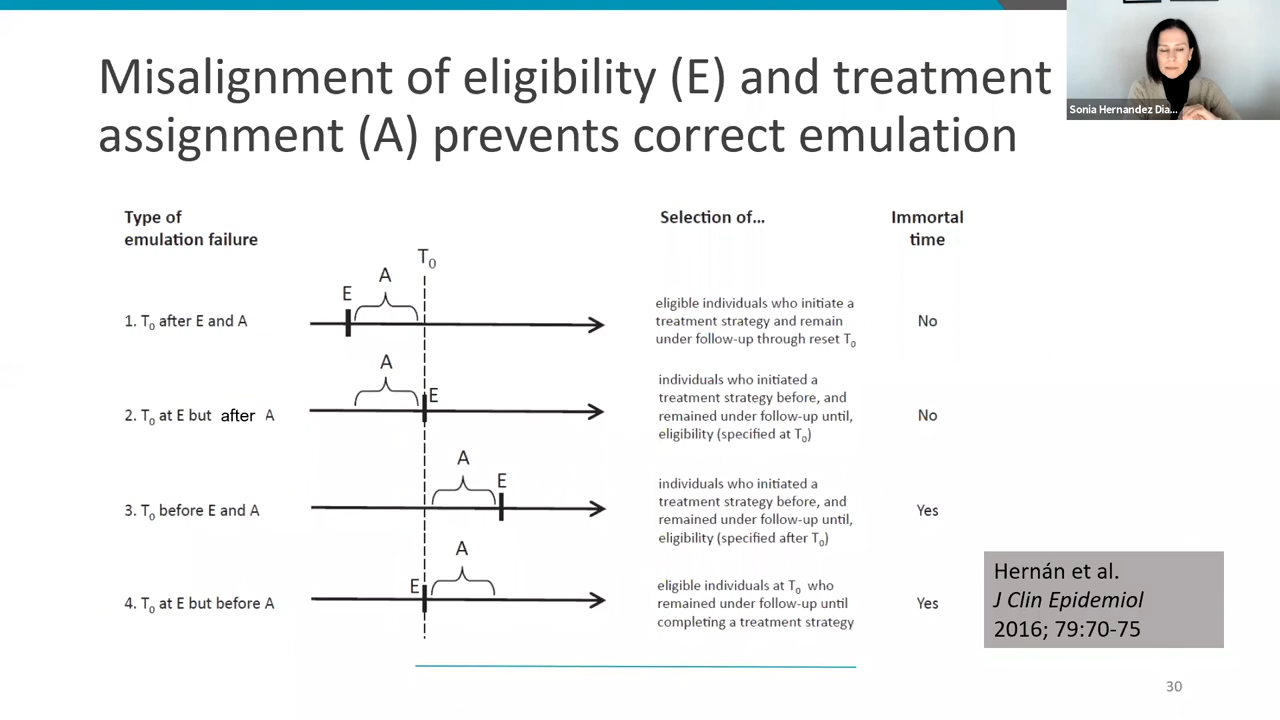 Misalignment of eligibility (E) and treatment
assignment (A) prevents correct emulation
Sonia Hernandez Dia...
Type of
emulation failure
Selection of...
Immortal
time
T₀
A
E
1. T₀ after E and A
eligible individuals who initiate a
treatment strategy and remain
under follow-up through reset T₀
No
A
E
2. T₀ at E but after A
individuals who initiated a
treatment strategy before, and
remained under follow-up until,
eligibility (specified at T₀)
No
A
E
3. T₀ before E and A
individuals who initiated a
treatment strategy before, and
remained under follow-up until,
eligibility (specified after T₀)
Yes
A
E
4. T₀ at E but before A
eligible individuals at T₀ who
remained under follow-up until
completing a treatment strategy
Yes
Hernán et al.
J Clin Epidemiol
2016; 79:70-75
30